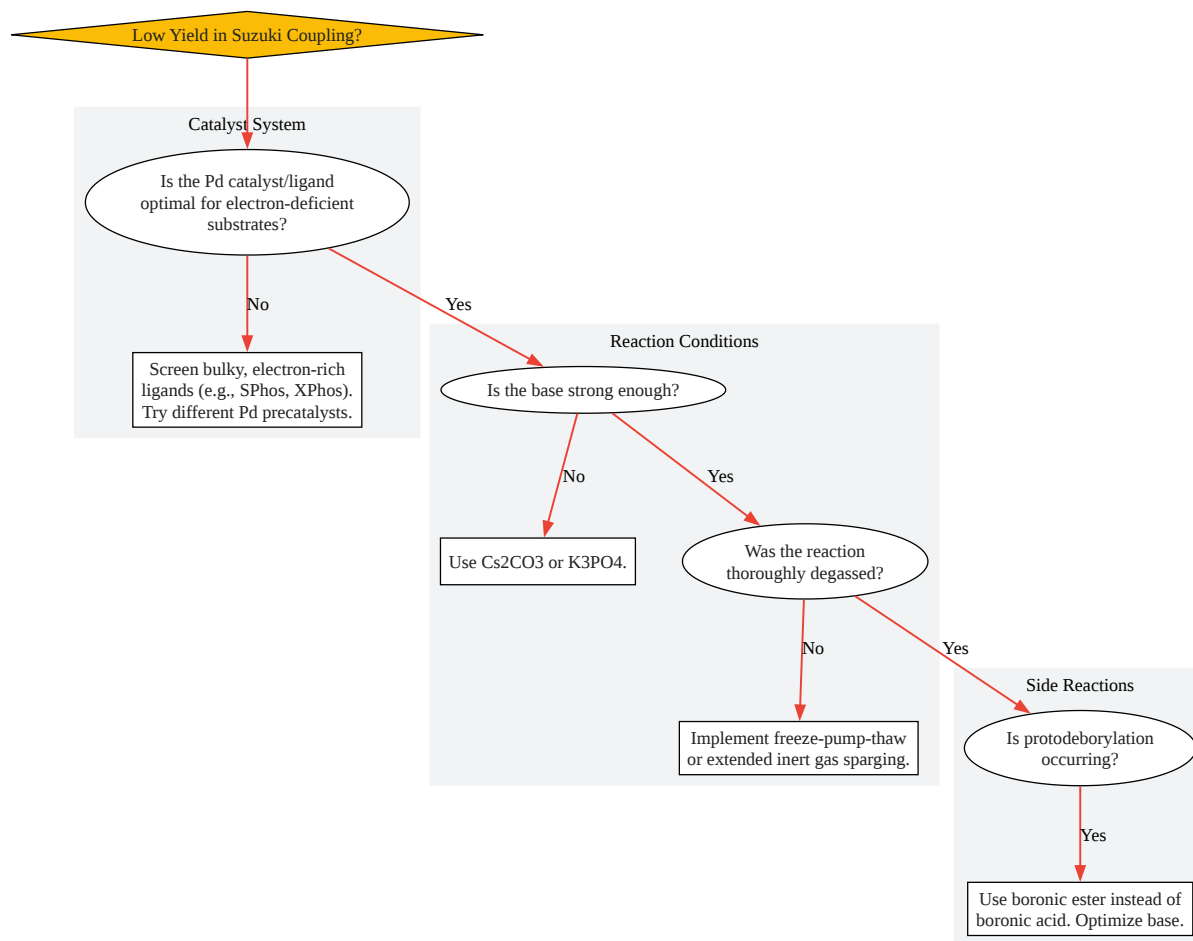 Low Yield in Suzuki Coupling?
Catalyst System
Is the Pd catalyst/ligand
optimal for electron-deficient
substrates?
No
Yes
Screen bulky, electron-rich
ligands (e.g., SPhos, XPhos).
Try different Pd precatalysts.
Reaction Conditions
Is the base strong enough?
No
Yes
Use Cs2CO3 or K3PO4.
Was the reaction
thoroughly degassed?
No
Yes
Implement freeze-pump-thaw
or extended inert gas sparging.
Side Reactions
Is protodeborylation
occurring?
Yes
Use boronic ester instead of
boronic acid. Optimize base.